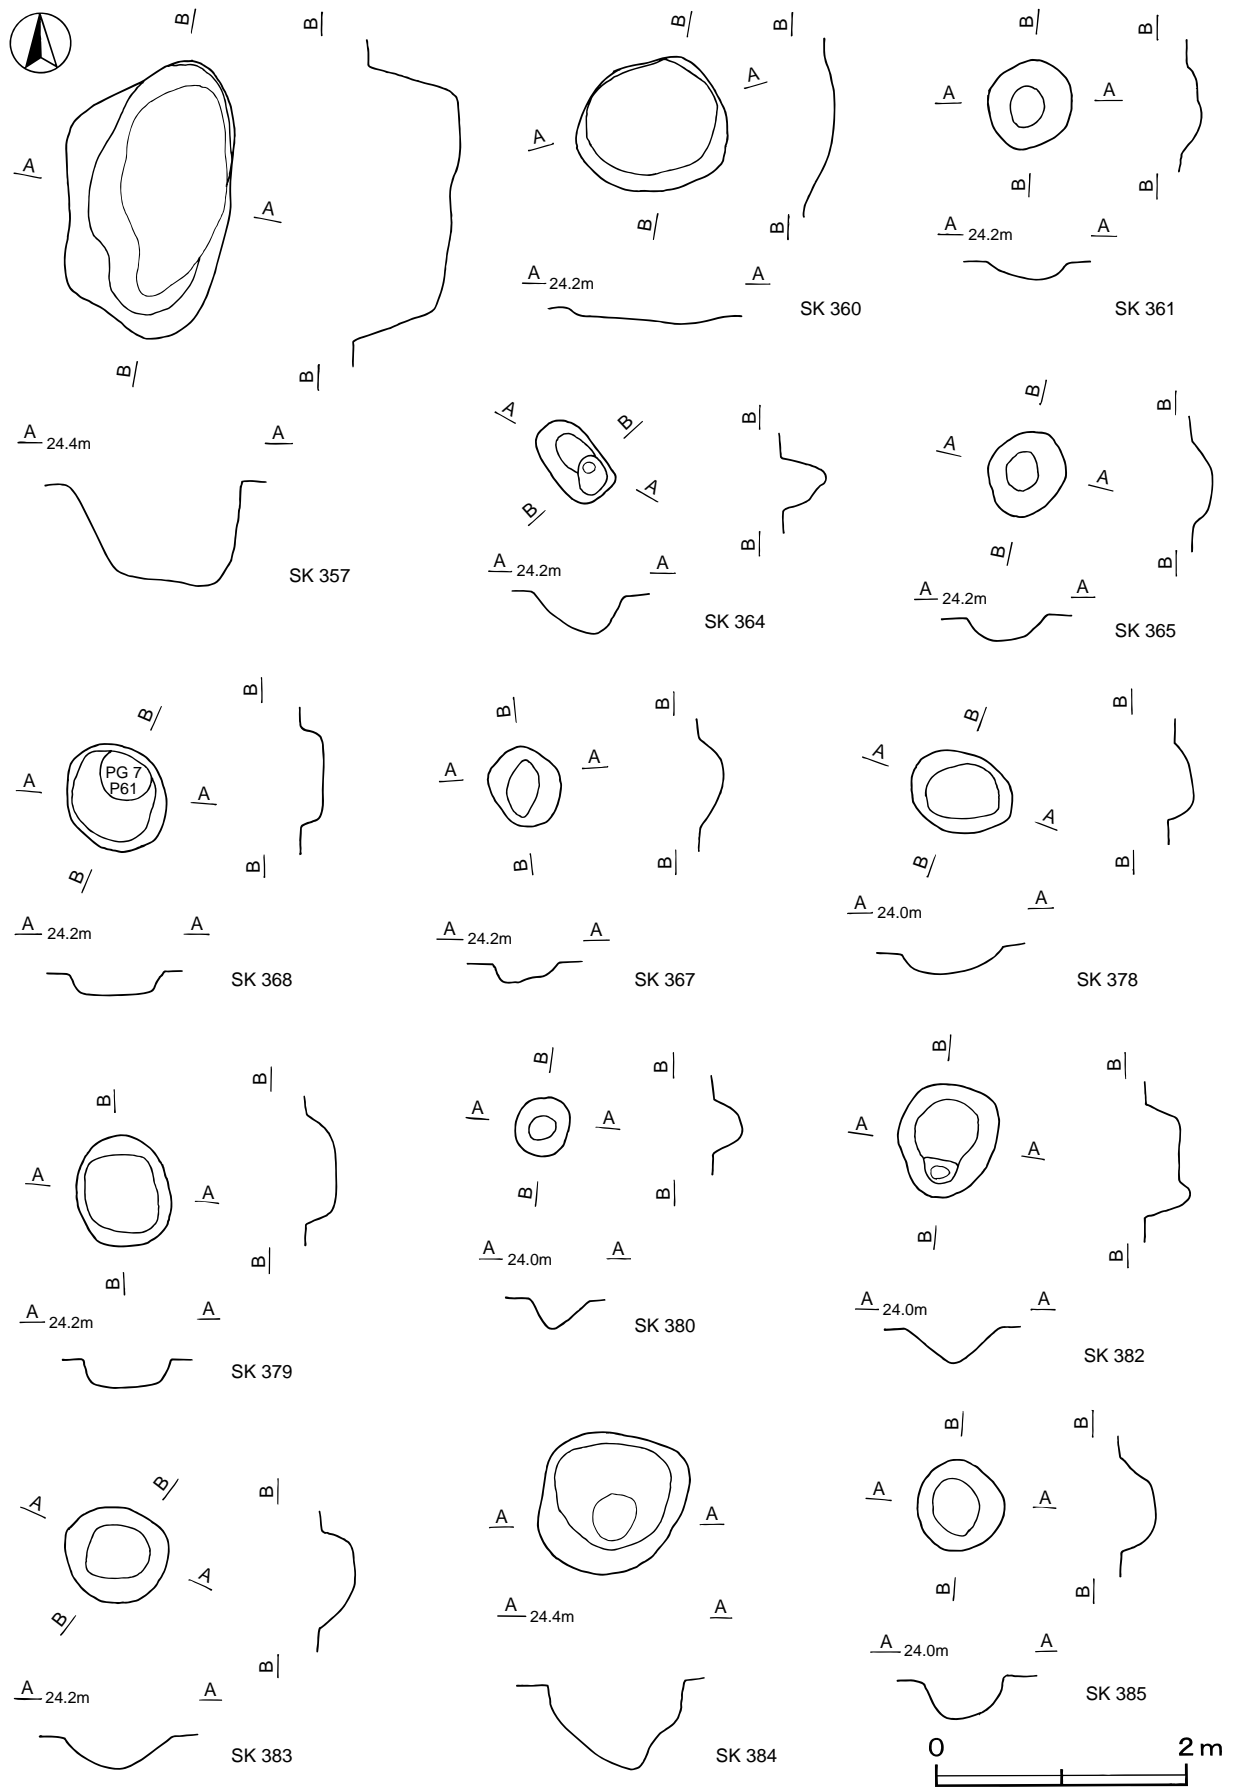 B B
A
A
B B
A 24.4m A
SK 357
B B
A
A
B B
A 24.2m A
SK 360
B B
A A
B B
A 24.2m A
SK 361
A B B
A
B B
A 24.2m A
SK 364
B B
A
A
B B
A 24.2m A
SK 365
B B
PG 7
P61
A A
B B
A 24.2m A
SK 368
B B
A A
B B
A 24.2m A
SK 367
B B
A
A
B B
A 24.0m A
SK 378
B B
A A
B B
A 24.2m A
SK 379
B B
A A
B B
A 24.0m A
SK 380
B B
A A
B B
A 24.0m A
SK 382
B B
A
A
B B
A 24.2m A
SK 383
A A
A 24.4m A
SK 384
B B
A A
B B
A 24.0m A
SK 385
0 2 m